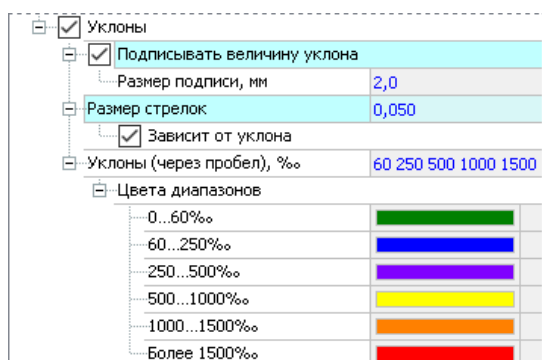 Уклоны
Подписывать величину уклона
Размер подписи, мм 2,0
Размер стрелок 0,050
Зависит от уклона
Уклоны (через пробел), ‰ 60 250 500 1000 1500
Цвета диапазонов
0...60‰
60...250‰
250...500‰
500...1000‰
1000...1500‰
Более 1500‰